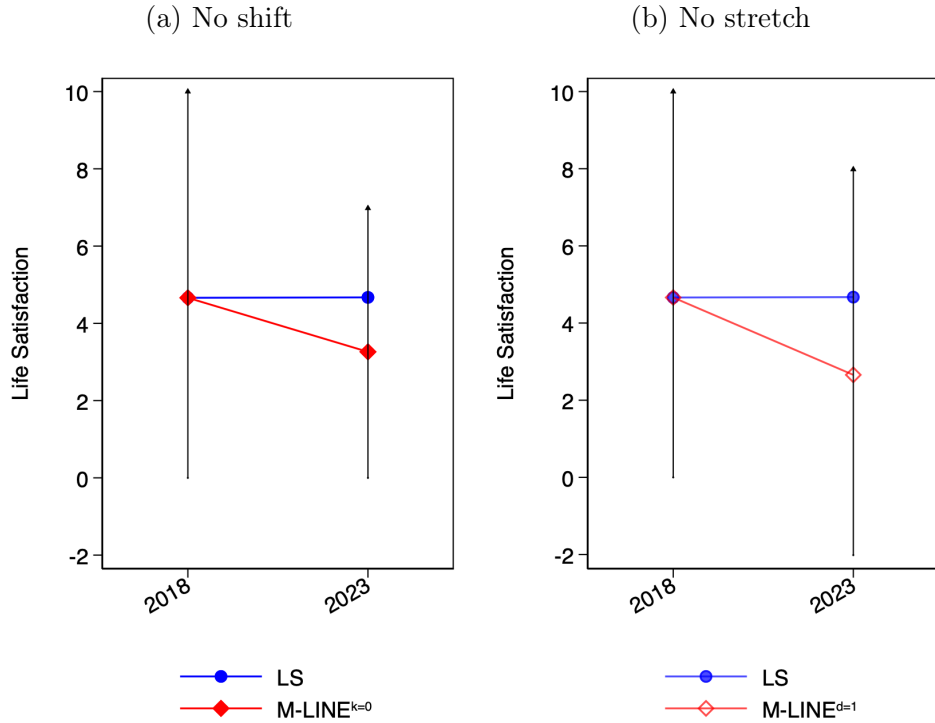 (a) No shift
(b) No stretch
10
8
6
4
2
0
-2
Life Satisfaction
2018
2023
LS
M-LINE^{k=0}
10
8
6
4
2
0
-2
Life Satisfaction
2018
2023
LS
M-LINE^{d=1}